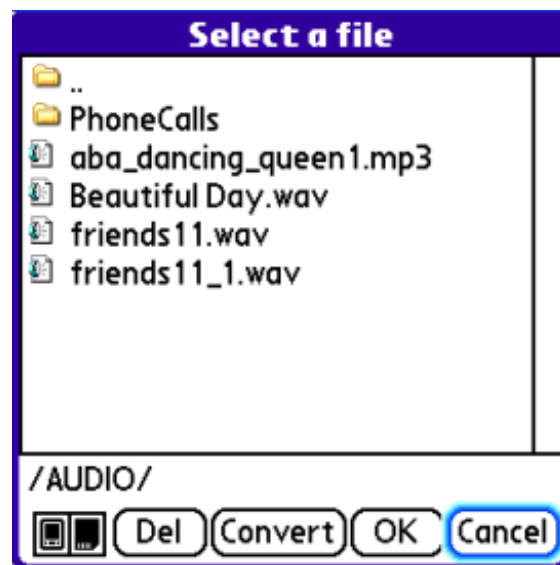 Select a file
..
PhoneCalls
aba_dancing_queen1.mp3
Beautiful Day.wav
friends11.wav
friends11_1.wav
/AUDIO/
Del Convert OK Cancel